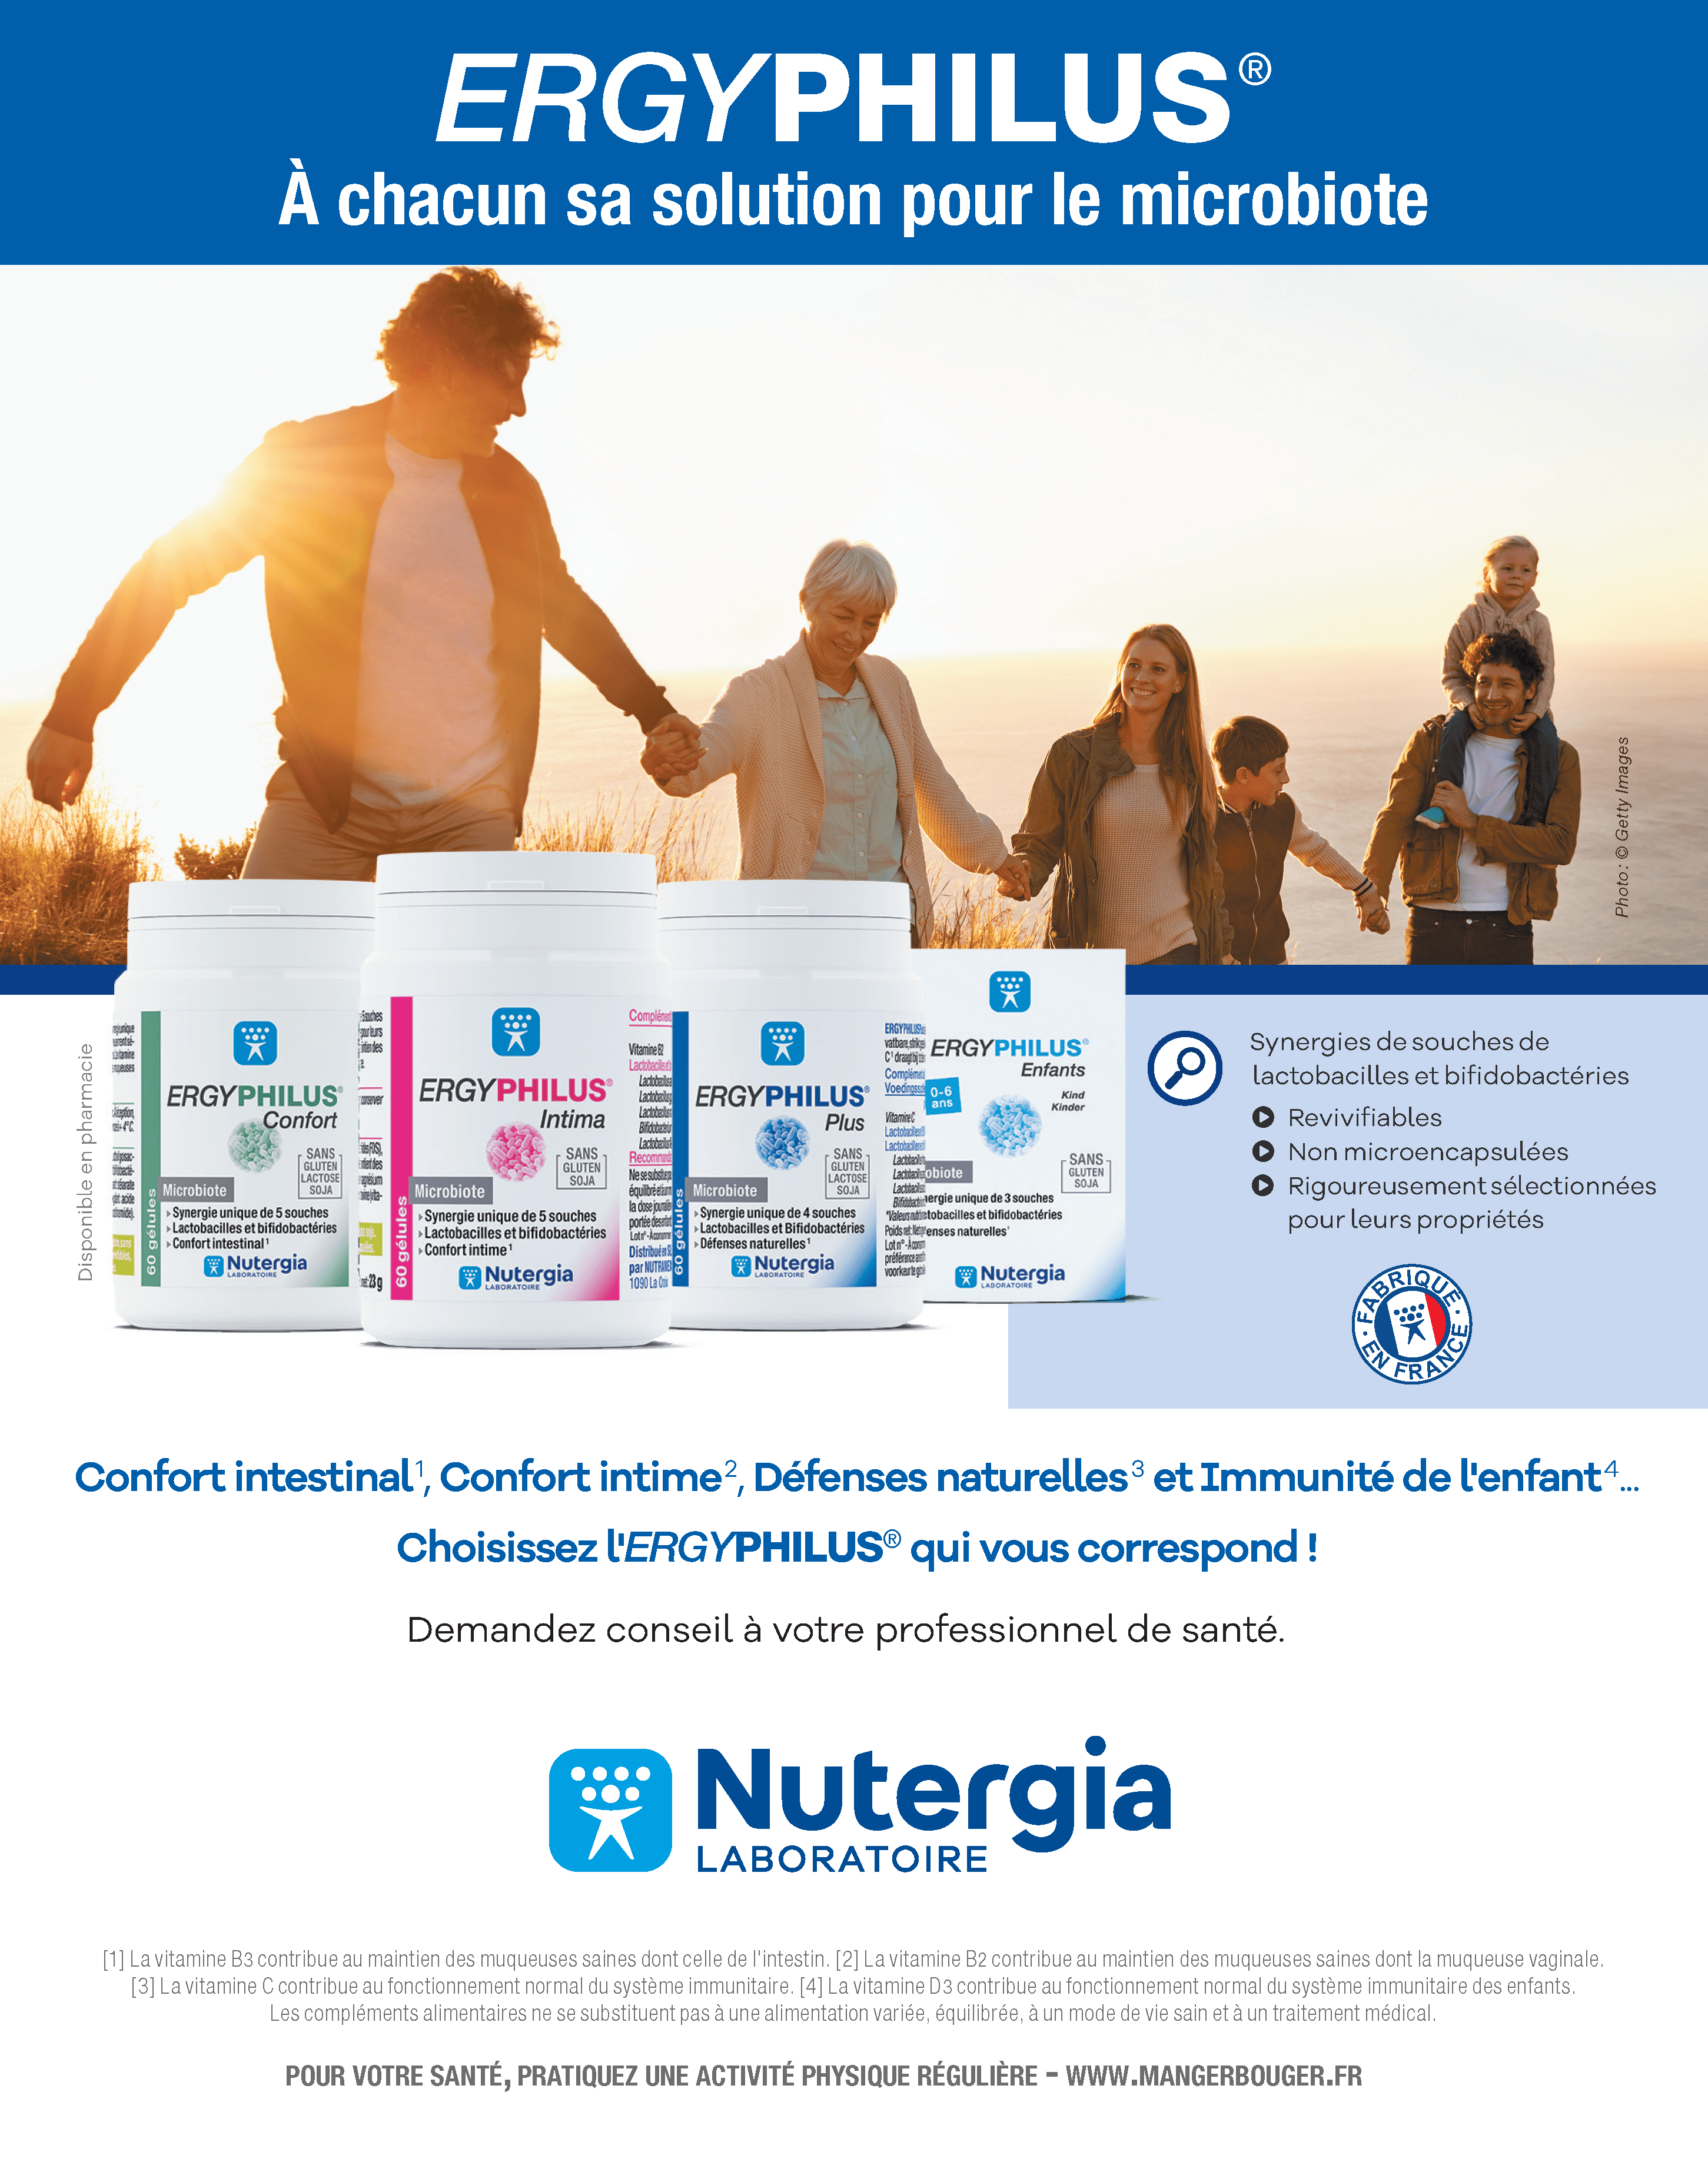 ERGYPHILUS®
À chacun sa solution pour le microbiote
Photo : © Getty Images
Disponible en pharmacie
ERGYPHILUS®
Confort
SANS
GLUTEN
LACTOSE
SOJA
Microbiote
Synergie unique de 5 souches
Lactobacilles et bifidobactéries
Confort intestinal¹
60 gélules
Nutergia
LABORATOIRE
23g
ERGYPHILUS®
Intima
SANS
GLUTEN
SOJA
Microbiote
Synergie unique de 5 souches
Lactobacilles et bifidobactéries
Confort intime¹
60 gélules
Nutergia
LABORATOIRE
Vitamine B2
ERGYPHILUS®
Plus
SANS
GLUTEN
LACTOSE
SOJA
Microbiote
Synergie unique de 4 souches
Lactobacilles et Bifidobactéries
Défenses naturelles¹
60 gélules
Nutergia
LABORATOIRE
Vitamine C
ERGYPHILUS®
Enfants
0-6
ans
Kind
Kinder
SANS
GLUTEN
SOJA
unique de 3 souches
et bifidobactéries
naturelles¹
Nutergia
LABORATOIRE
Synergies de souches de
lactobacilles et bifidobactéries
Revivifiables
Non microencapsulées
Rigoureusement sélectionnées
pour leurs propriétés
FABRIQUÉ
EN FRANCE
Confort intestinal¹, Confort intime², Défenses naturelles³ et Immunité de l'enfant⁴...
Choisissez l'ERGYPHILUS® qui vous correspond !
Demandez conseil à votre professionnel de santé.
Nutergia
LABORATOIRE
[1] La vitamine B3 contribue au maintien des muqueuses saines dont celle de l'intestin. [2] La vitamine B2 contribue au maintien des muqueuses saines dont la muqueuse vaginale.
[3] La vitamine C contribue au fonctionnement normal du système immunitaire. [4] La vitamine D3 contribue au fonctionnement normal du système immunitaire des enfants.
Les compléments alimentaires ne se substituent pas à une alimentation variée, équilibrée, à un mode de vie sain et à un traitement médical.
POUR VOTRE SANTÉ, PRATIQUEZ UNE ACTIVITÉ PHYSIQUE RÉGULIÈRE - WWW.MANGERBOUGER.FR